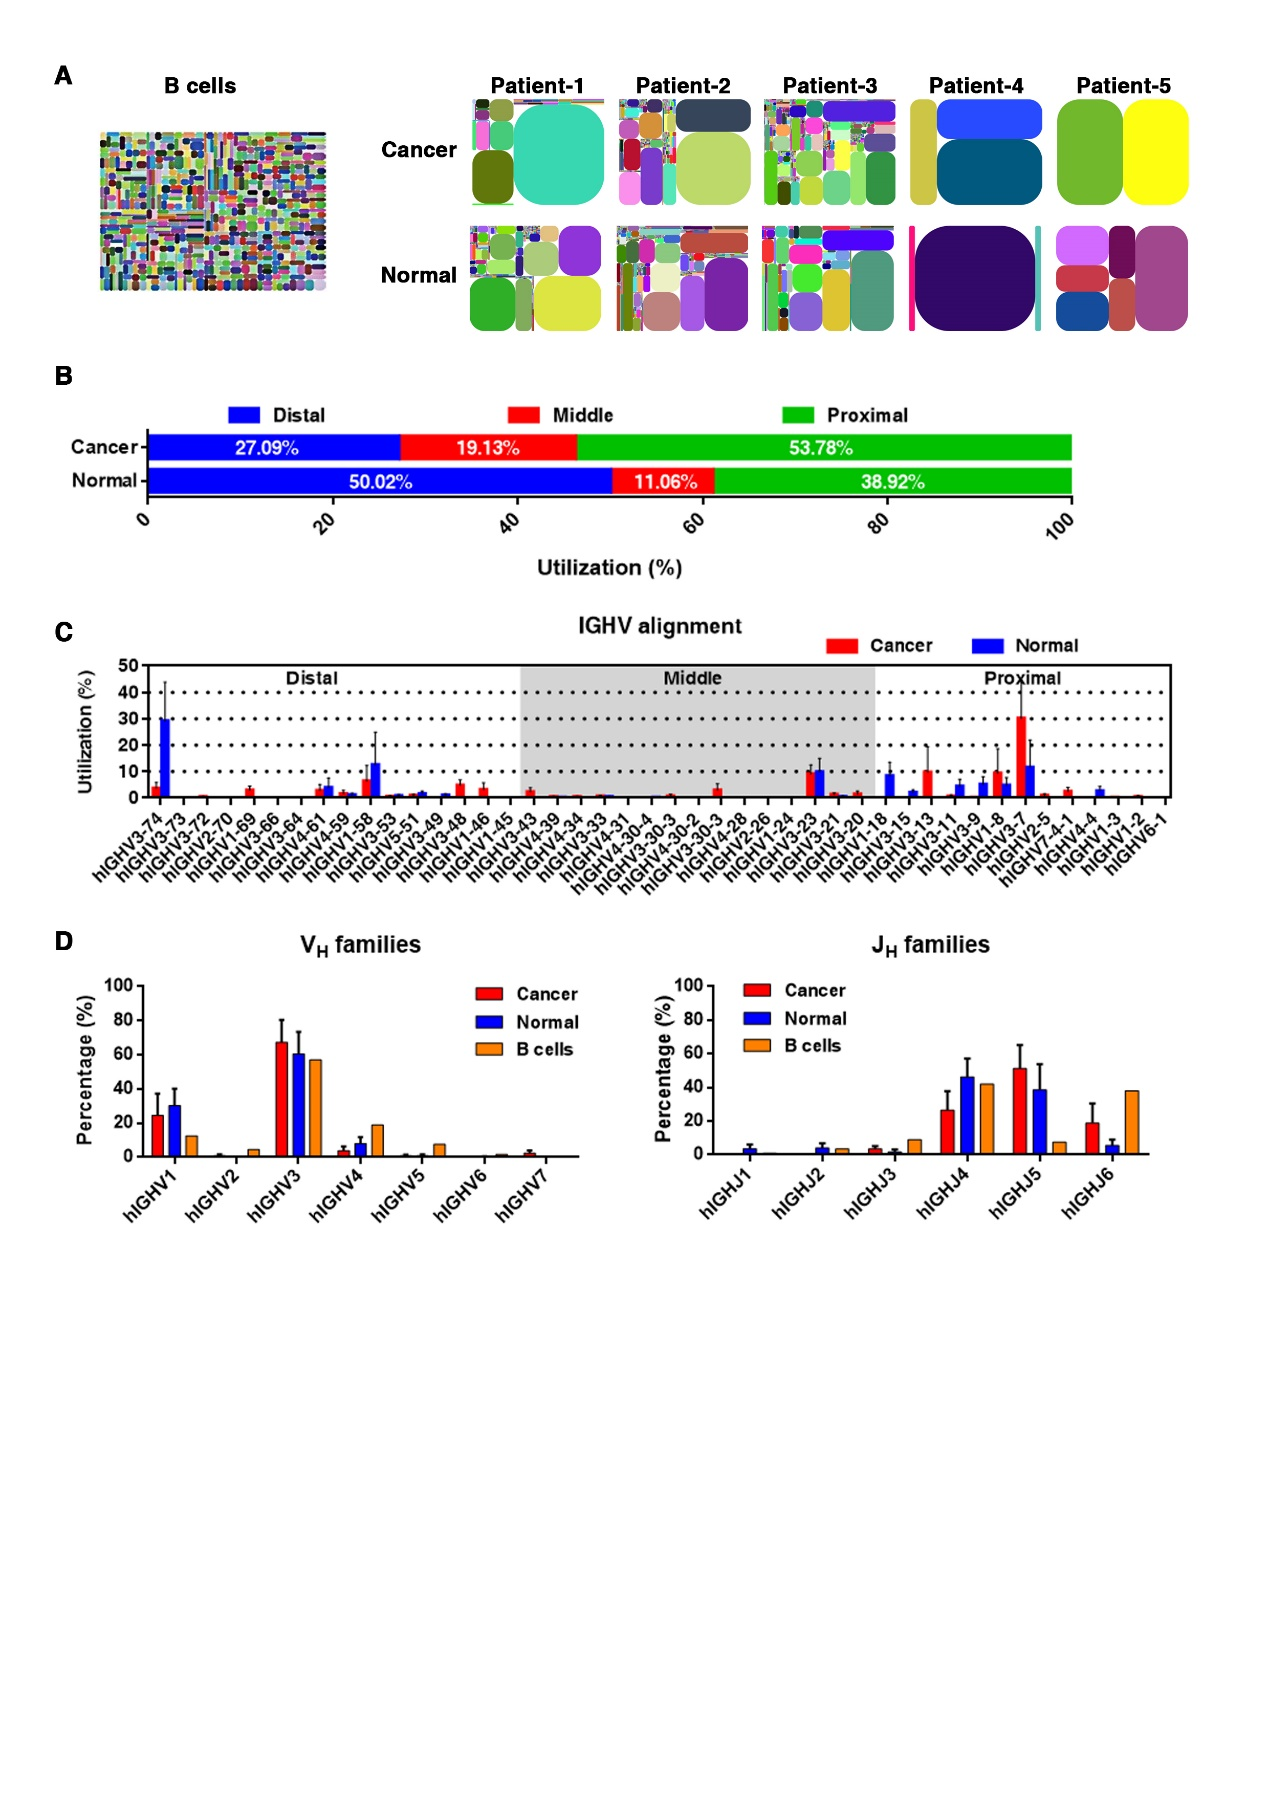 A
B cells
Patient-1 Patient-2 Patient-3 Patient-4 Patient-5
Cancer
Normal
B
Distal Middle Proximal
Cancer 27.09% 19.13% 53.78%
Normal 50.02% 11.06% 38.92%
0 20 40 60 80 100
Utilization (%)
C
IGHV alignment
Cancer Normal
Distal Middle Proximal
Utilization (%)
50
40
30
20
10
0
hIGHV3-74
hIGHV3-73
hIGHV3-72
hIGHV2-70
hIGHV1-69
hIGHV3-66
hIGHV3-64
hIGHV4-61
hIGHV4-59
hIGHV1-58
hIGHV3-53
hIGHV5-51
hIGHV3-49
hIGHV3-48
hIGHV1-46
hIGHV1-45
hIGHV3-43
hIGHV4-39
hIGHV4-34
hIGHV3-33
hIGHV4-31
hIGHV4-30-4
hIGHV3-30-3
hIGHV4-30-2
hIGHV3-30-3
hIGHV4-28
hIGHV2-26
hIGHV1-24
hIGHV3-23
hIGHV3-21
hIGHV3-20
hIGHV1-18
hIGHV3-15
hIGHV3-13
hIGHV3-11
hIGHV3-9
hIGHV1-8
hIGHV3-7
hIGHV2-5
hIGHV7-4-1
hIGHV4-4
hIGHV1-3
hIGHV1-2
hIGHV6-1
D
VH families
Percentage (%)
100
80
60
40
20
0
Cancer
Normal
B cells
hIGHV1
hIGHV2
hIGHV3
hIGHV4
hIGHV5
hIGHV6
hIGHV7
JH families
Percentage (%)
100
80
60
40
20
0
Cancer
Normal
B cells
hIGHJ1
hIGHJ2
hIGHJ3
hIGHJ4
hIGHJ5
hIGHJ6